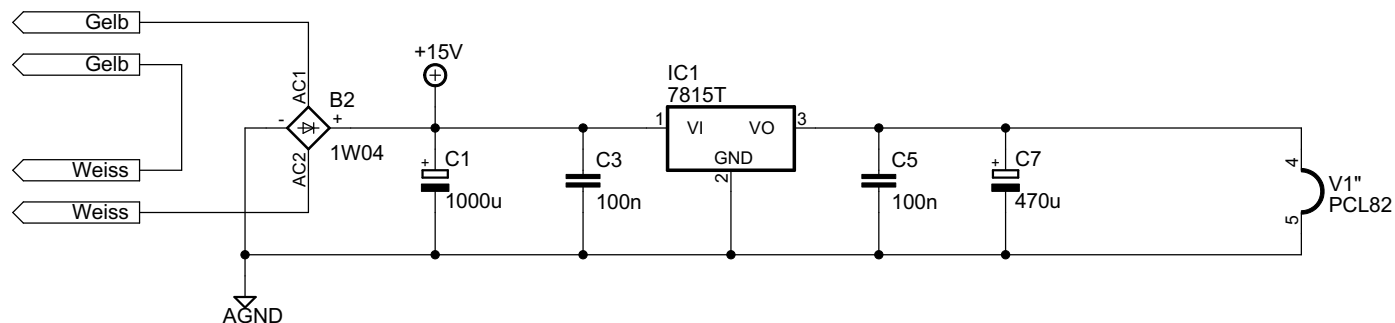 Gelb
Gelb
Weiss
Weiss
AC1
AC2
-
+
B2
1W04
+15V
+
C1
1000u
C3
100n
IC1
7815T
1
VI
VO
3
GND
2
C5
100n
+
C7
470u
4
5
V1"
PCL82
AGND